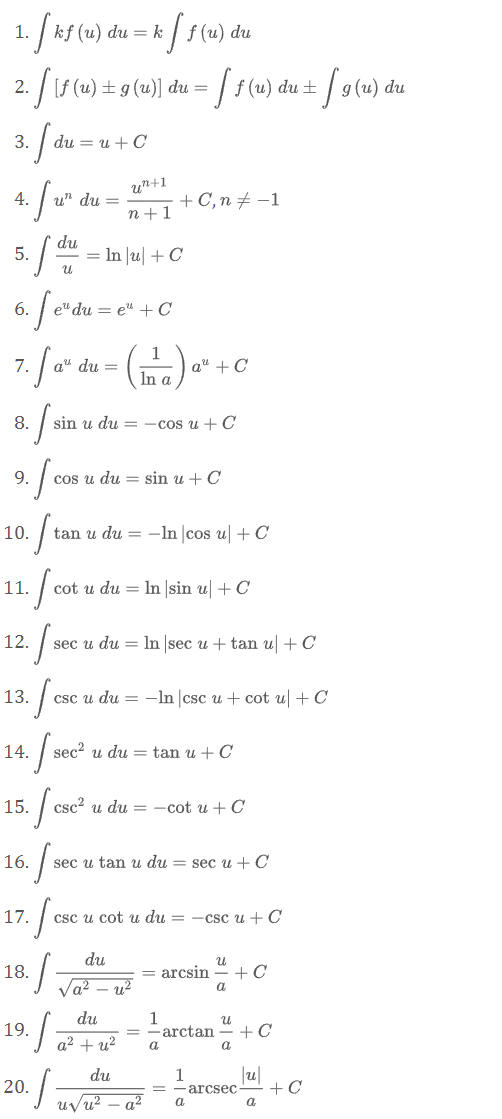 1. ∫ kf (u) du = k ∫ f (u) du
2. ∫ [f (u) ± g (u)] du = ∫ f (u) du ± ∫ g (u) du
3. ∫ du = u + C
4. ∫ uⁿ du = uⁿ⁺¹/(n + 1) + C, n ≠ −1
5. ∫ du/u = ln |u| + C
6. ∫ eᵘ du = eᵘ + C
7. ∫ aᵘ du = (1/ln a) aᵘ + C
8. ∫ sin u du = −cos u + C
9. ∫ cos u du = sin u + C
10. ∫ tan u du = −ln |cos u| + C
11. ∫ cot u du = ln |sin u| + C
12. ∫ sec u du = ln |sec u + tan u| + C
13. ∫ csc u du = −ln |csc u + cot u| + C
14. ∫ sec² u du = tan u + C
15. ∫ csc² u du = −cot u + C
16. ∫ sec u tan u du = sec u + C
17. ∫ csc u cot u du = −csc u + C
18. ∫ du/√(a² − u²) = arcsin u/a + C
19. ∫ du/(a² + u²) = 1/a arctan u/a + C
20. ∫ du/(u√(u² − a²)) = 1/a arcsec |u|/a + C